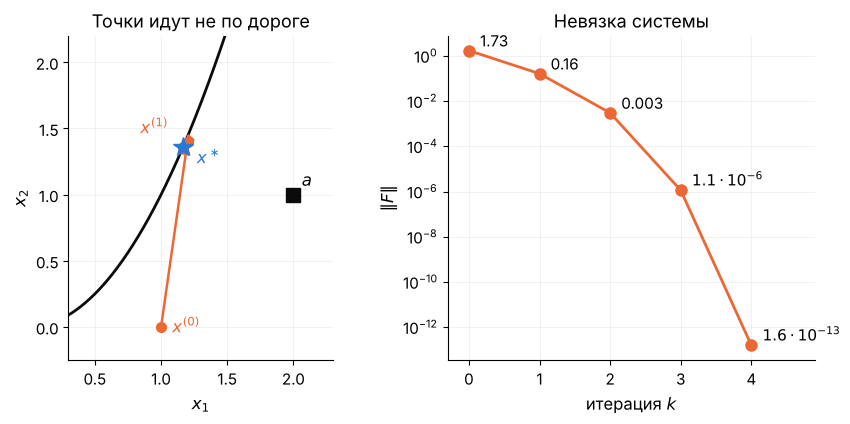 Точки идут не по дороге
2.0
1.5
1.0
0.5
0.0
x₂
0.5
1.0
1.5
2.0
x₁
x⁽¹⁾
x*
a
x⁽⁰⁾
Невязка системы
10⁰
10⁻²
10⁻⁴
10⁻⁶
10⁻⁸
10⁻¹⁰
10⁻¹²
‖F‖
1.73
0.16
0.003
1.1 · 10⁻⁶
1.6 · 10⁻¹³
0
1
2
3
4
итерация k